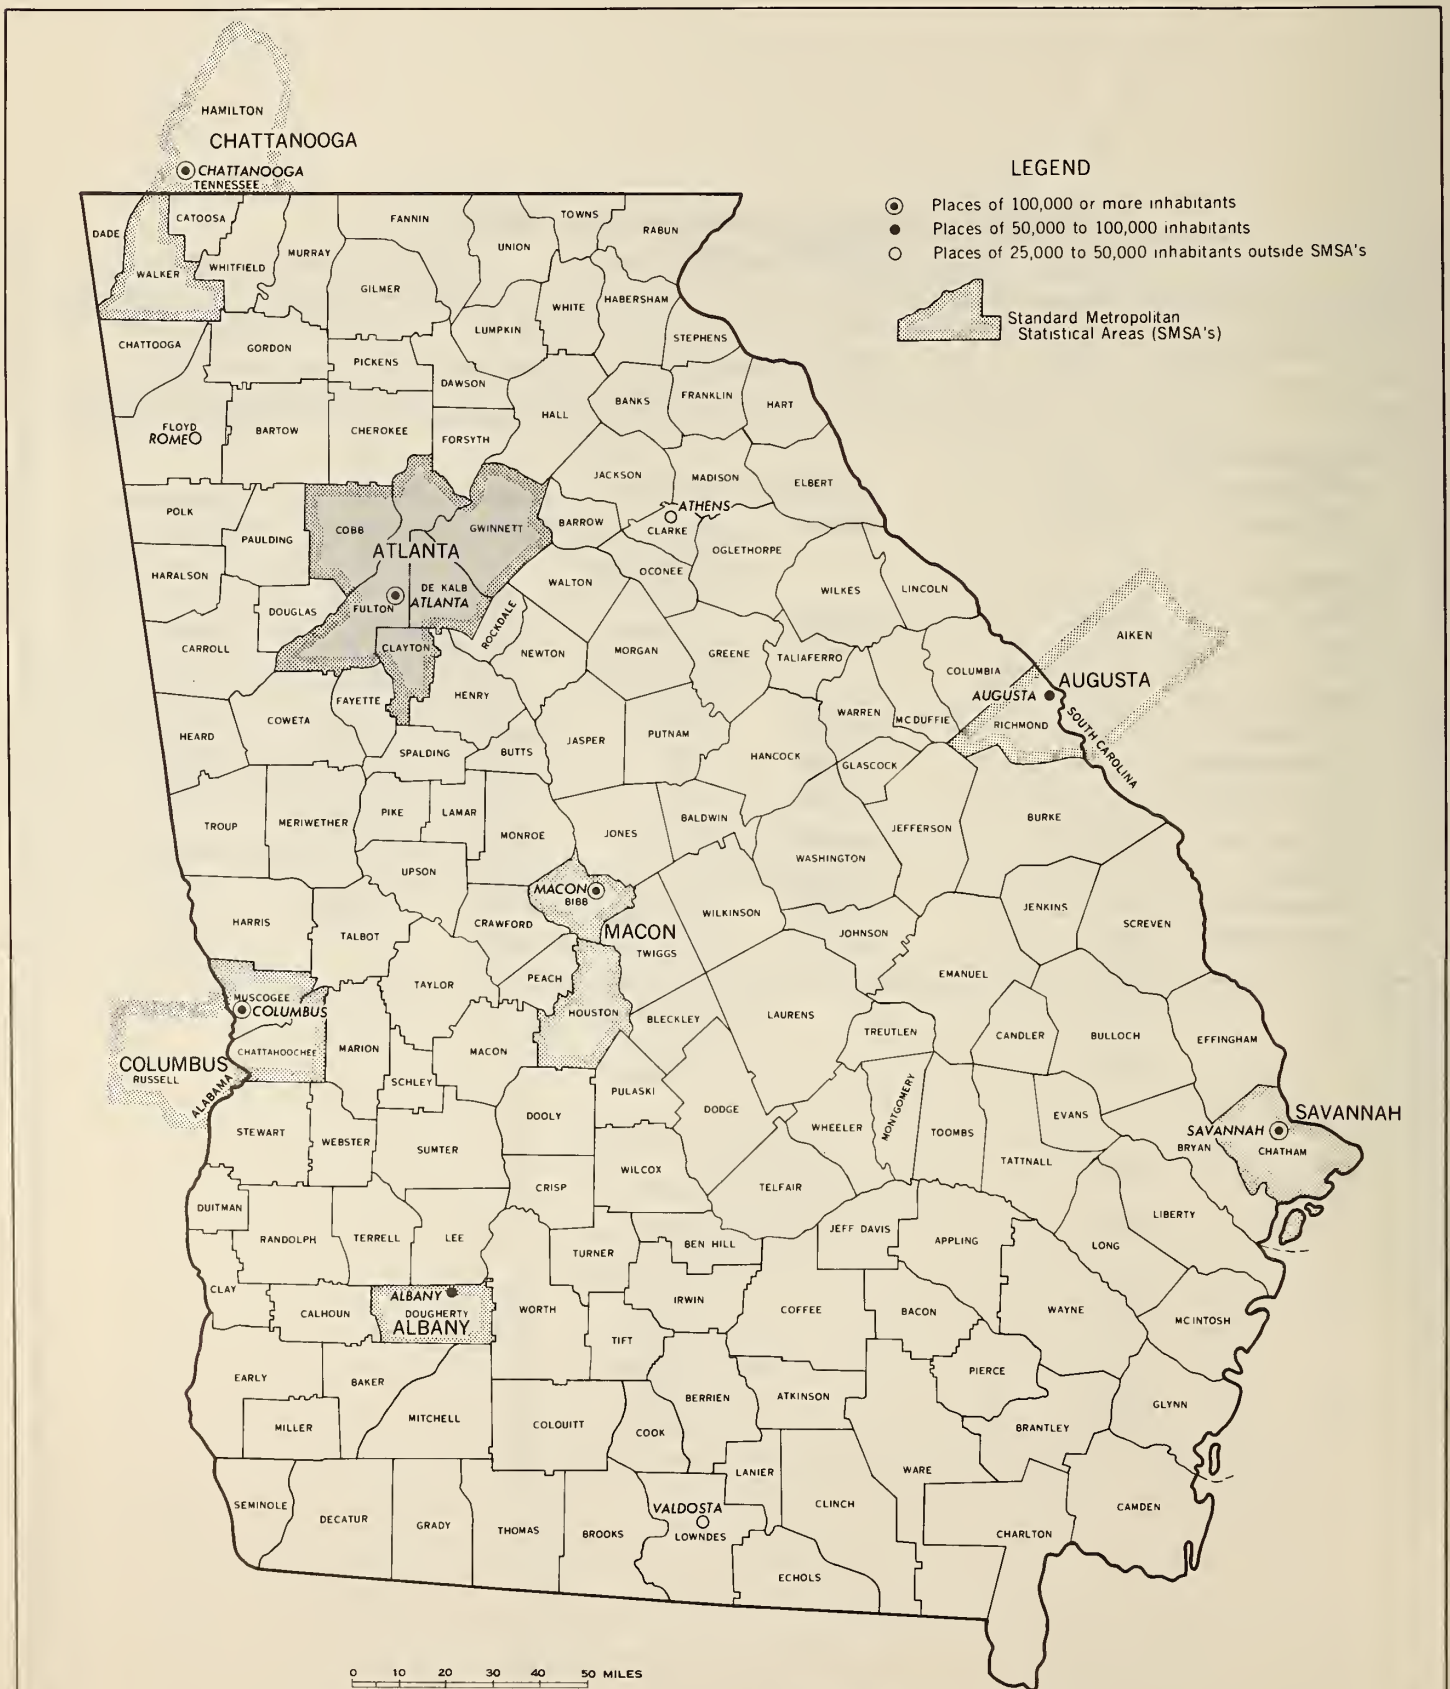 HAMILTON
CHATTANOOGA
CHATTANOOGA
TENNESSEE
LEGEND
Places of 100,000 or more inhabitants
Places of 50,000 to 100,000 inhabitants
Places of 25,000 to 50,000 inhabitants outside SMSA's
Standard Metropolitan
Statistical Areas (SMSA's)
DADE
CATOOSA
FANNIN
TOWNS
RABUN
UNION
MURRAY
WALKER
WHITFIELD
GILMER
WHITE
HABERSHAM
LUMPKIN
STEPHENS
CHATTOOGA
GORDON
PICKENS
DAWSON
BANKS
FRANKLIN
HART
HALL
FLOYD
ROME
BARTOW
CHEROKEE
FORSYTH
JACKSON
MADISON
ELBERT
POLK
PAULDING
COBB
GWINNETT
BARROW
ATHENS
CLARKE
ATLANTA
OGLETHORPE
HARALSON
OCONEE
WALTON
WILKES
LINCOLN
DE KALB
DOUGLAS
FULTON
ATLANTA
ROCKDALE
AIKEN
CARROLL
CLAYTON
NEWTON
MORGAN
GREENE
TALIAFERRO
COLUMBIA
AUGUSTA
AUGUSTA
HENRY
FAYETTE
COWETA
WARREN
MC DUFFIE
RICHMOND
SOUTH CAROLINA
HEARD
SPALDING
BUTTS
JASPER
PUTNAM
HANCOCK
GLASCOCK
TROUP
MERIWETHER
PIKE
LAMAR
MONROE
JONES
BALDWIN
JEFFERSON
BURKE
WASHINGTON
UPSON
MACON
BIBB
HARRIS
TALBOT
CRAWFORD
MACON
WILKINSON
JENKINS
SCREVEN
JOHNSON
TWIGGS
PEACH
TAYLOR
EMANUEL
MUSCOGEE
COLUMBUS
HOUSTON
BLECKLEY
LAURENS
TREUTLEN
CANDLER
BULLOCH
EFFINGHAM
CHATTAHOOCHEE
MARION
MACON
COLUMBUS
RUSSELL
ALABAMA
SCHLEY
PULASKI
DODGE
DOOLY
MONTGOMERY
EVANS
SAVANNAH
SAVANNAH
STEWART
WEBSTER
SUMTER
WHEELER
TOOMBS
TATTNALL
BRYAN
CHATHAM
WILCOX
CRISP
TELFAIR
DUITMAN
RANDOLPH
TERRELL
LEE
TURNER
BEN HILL
JEFF DAVIS
APPLING
LONG
LIBERTY
CLAY
CALHOUN
ALBANY
DOUGHERTY
ALBANY
WORTH
IRWIN
COFFEE
BACON
WAYNE
MC INTOSH
TIFT
EARLY
BAKER
PIERCE
BERRIEN
ATKINSON
GLYNN
MILLER
MITCHELL
COLQUITT
COOK
BRANTLEY
LANIER
WARE
SEMINOLE
DECATUR
GRADY
THOMAS
BROOKS
VALDOSTA
LOWNDES
CLINCH
CAMDEN
CHARLTON
ECHOLS
0 10 20 30 40 50 MILES